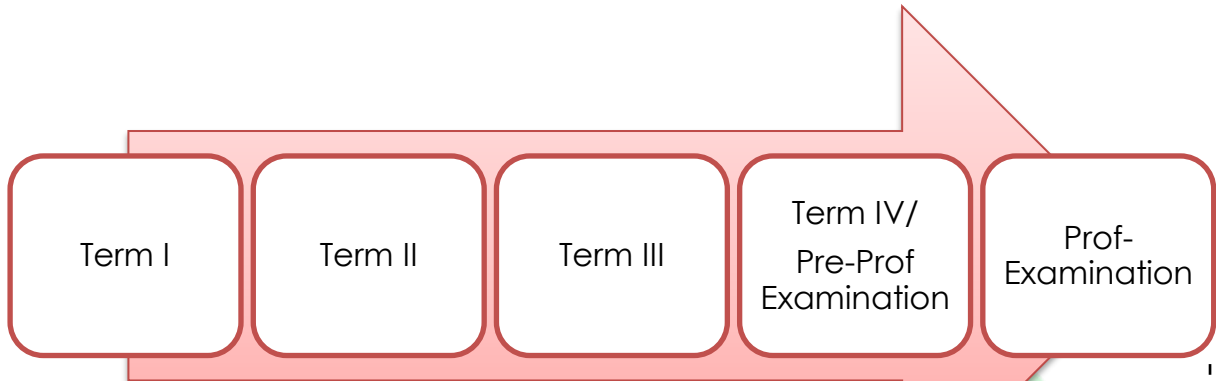 Term I
Term II
Term III
Term IV/
Pre-Prof
Examination
Prof-
Examination